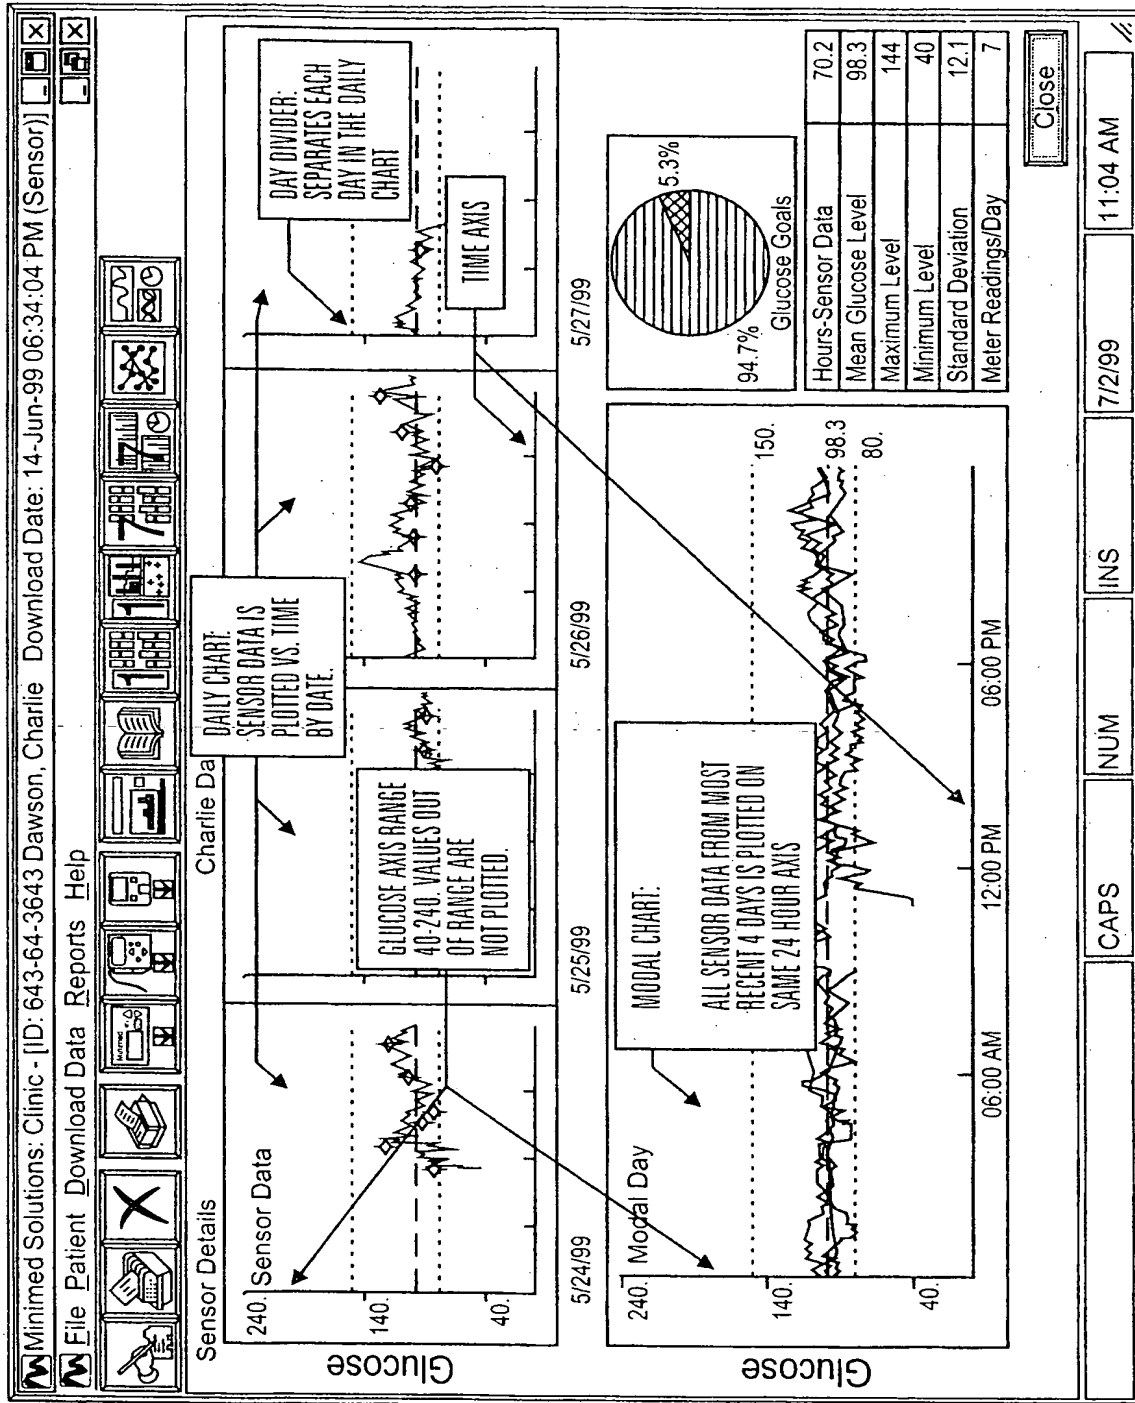 Minimed Solutions: Clinic - [ID: 643-64-3643 Dawson, Charlie Download Date: 14-Jun-99 06:34:04 PM (Sensor)]
File Patient Download Data Reports Help
Sensor Details
Charlie Da
240.
Sensor Data
140.
40.
Glucose
DAILY CHART:
SENSOR DATA IS
PLOTTED VS. TIME
BY DATE.
DAY DIVIDER:
SEPARATES EACH
DAY IN THE DAILY
CHART
GLUCOSE AXIS RANGE
40-240. VALUES OUT
OF RANGE ARE
NOT PLOTTED.
TIME AXIS
5/24/99
5/25/99
5/26/99
5/27/99
240.
Modal Day
140.
40.
Glucose
MODAL CHART:
ALL SENSOR DATA FROM MOST
RECENT 4 DAYS IS PLOTTED ON
SAME 24 HOUR AXIS
150.
98.3
80.
06:00 AM
12:00 PM
06:00 PM
94.7%
5.3%
Glucose Goals
Hours-Sensor Data 70.2
Mean Glucose Level 98.3
Maximum Level 144
Minimum Level 40
Standard Deviation 12.1
Meter Readings/Day 7
Close
CAPS
NUM
INS
7/2/99
11:04 AM